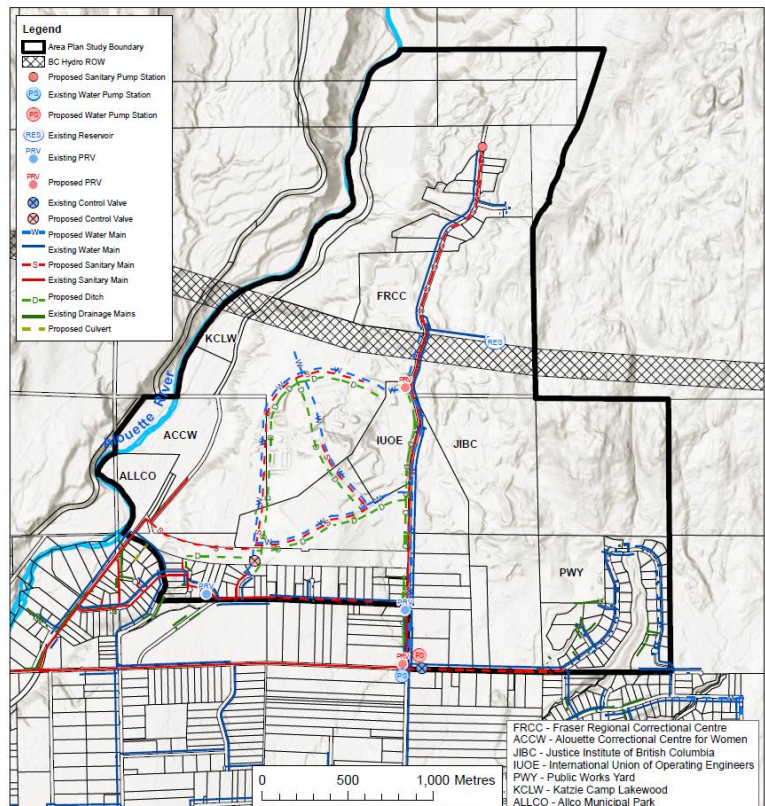 Legend
Area Plan Study Boundary
BC Hydro ROW
Proposed Sanitary Pump Station
PS Existing Water Pump Station
PS Proposed Water Pump Station
RES Existing Reservoir
PRV
Existing PRV
PRV
Proposed PRV
Existing Control Valve
Proposed Control Valve
W Proposed Water Main
Existing Water Main
S Proposed Sanitary Main
Existing Sanitary Main
D Proposed Ditch
Existing Drainage Mains
Proposed Culvert
FRCC
RES
KCLW
PRV
Alouette River
ACCW
IUOE
JIBC
ALLCO
PWY
PRV
PRV
PRV
PS
PS
FRCC - Fraser Regional Correctional Centre
ACCW - Alouette Correctional Centre for Women
JIBC - Justice Institute of British Columbia
IUOE - International Union of Operating Engineers
PWY - Public Works Yard
KCLW - Katzie Camp Lakewood
ALLCO - Allco Municipal Park
0 500 1,000 Metres